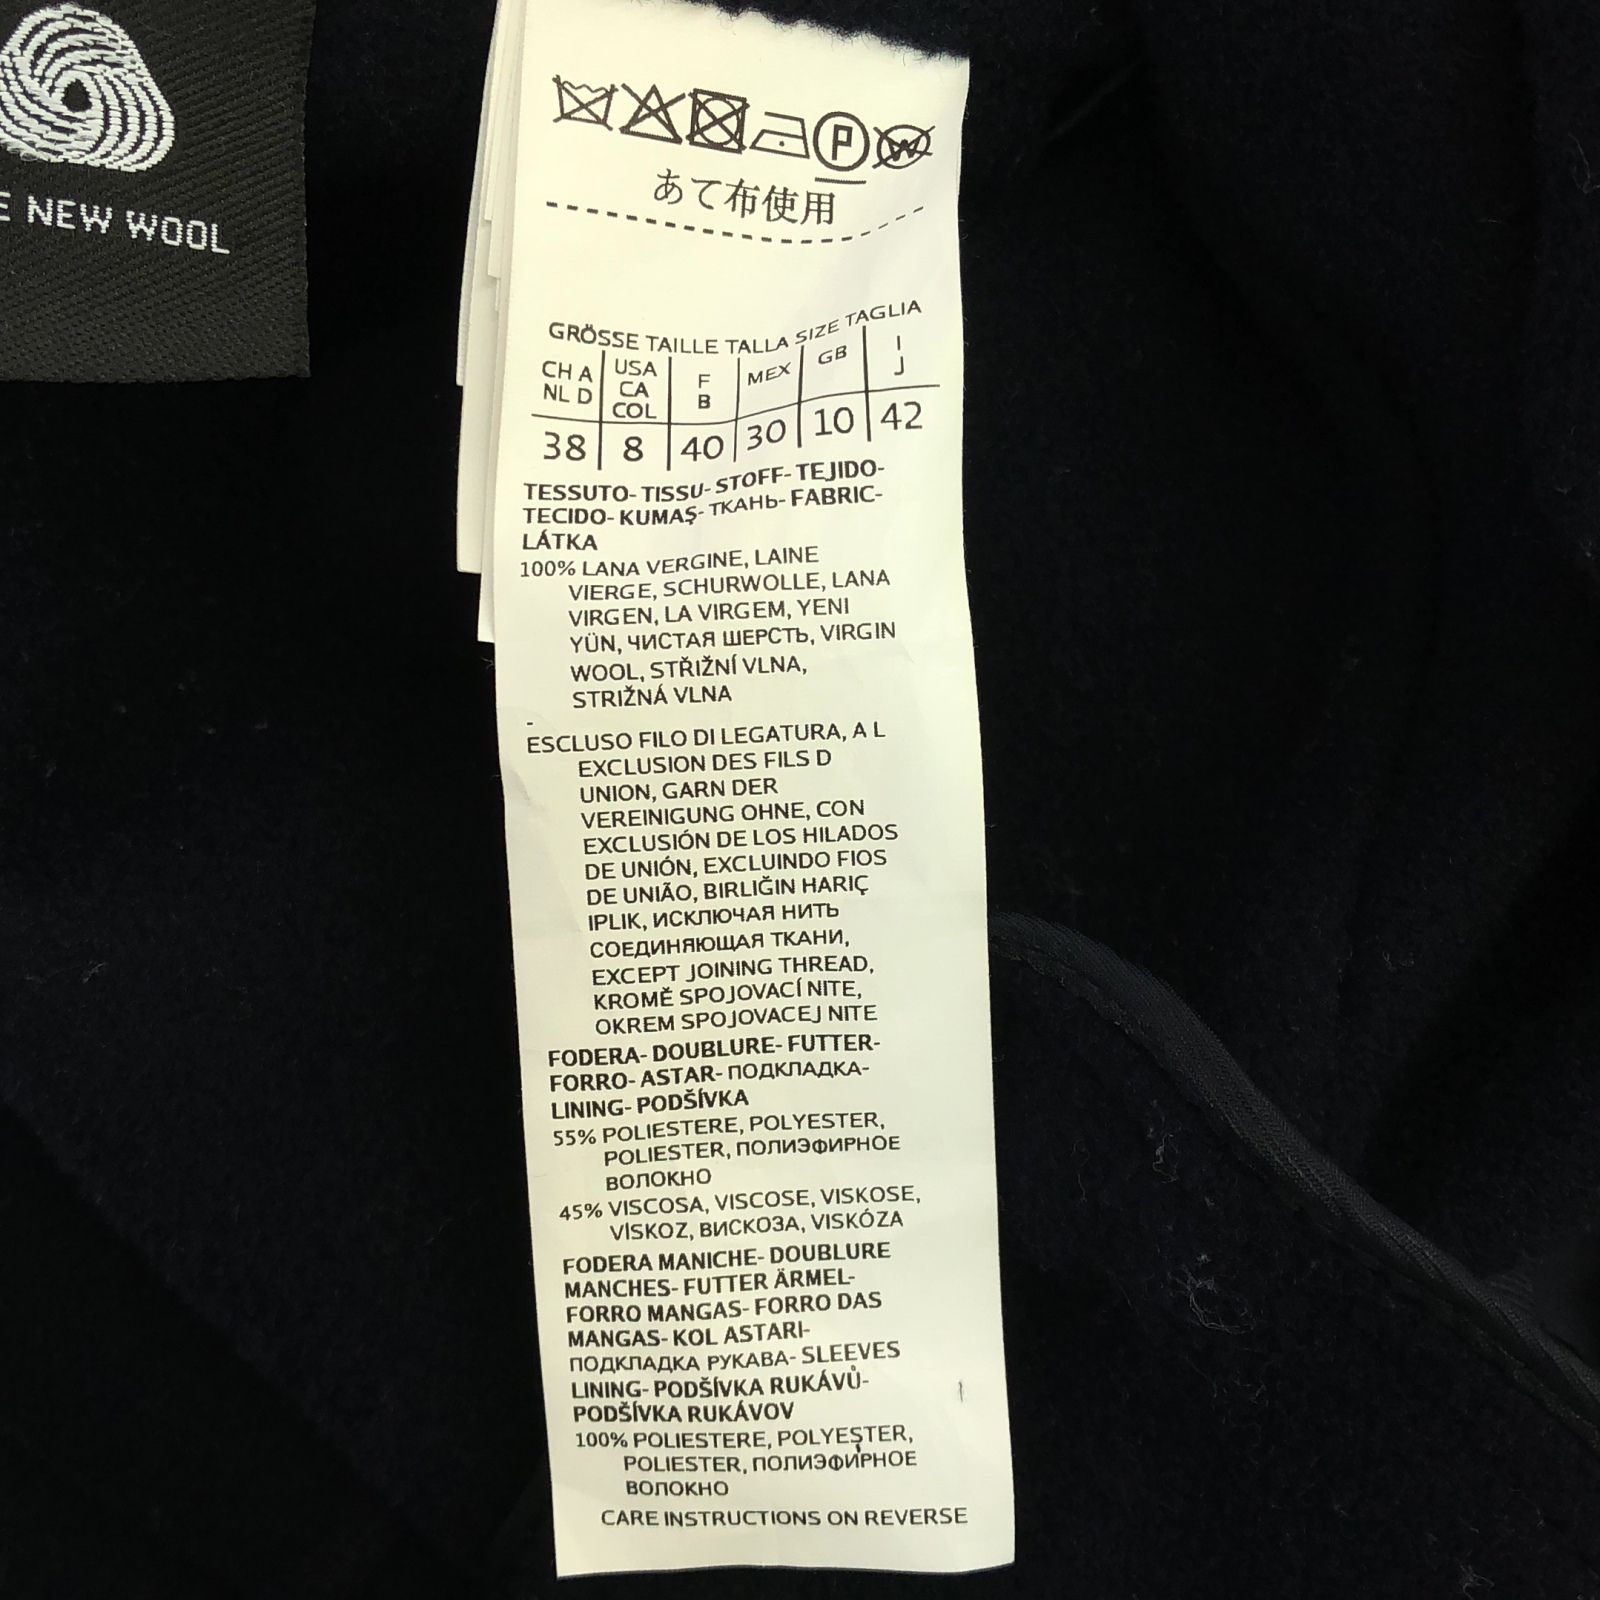 E NEW WOOL
P W
あて布使用
GRÖSSE TAILLE TALLA SIZE TAGLIA
CH A NL D | USA CA COL | F B | MEX | GB | I J
38 | 8 | 40 | 30 | 10 | 42
TESSUTO- TISSU- STOFF- TEJIDO-
TECIDO- KUMAŞ- ТКАНЬ- FABRIC-
LÁTKA
100% LANA VERGINE, LAINE
VIERGE, SCHURWOLLE, LANA
VIRGEN, LA VIRGEM, YENI
YÜN, ЧИСТАЯ ШЕРСТЬ, VIRGIN
WOOL, STŘIŽNÍ VLNA,
STRIŽNÁ VLNA
-
ESCLUSO FILO DI LEGATURA, A L
EXCLUSION DES FILS D
UNION, GARN DER
VEREINIGUNG OHNE, CON
EXCLUSIÓN DE LOS HILADOS
DE UNIÓN, EXCLUINDO FIOS
DE UNIÃO, BIRLIĞIN HARIÇ
IPLIK, ИСКЛЮЧАЯ НИТЬ
СОЕДИНЯЮЩАЯ ТКАНИ,
EXCEPT JOINING THREAD,
KROMĚ SPOJOVACÍ NITE,
OKREM SPOJOVACEJ NITE
FODERA- DOUBLURE- FUTTER-
FORRO- ASTAR- ПОДКЛАДКА-
LINING- PODŠÍVKA
55% POLIESTERE, POLYESTER,
POLIESTER, ПОЛИЭФИРНОЕ
ВОЛОКНО
45% VISCOSA, VISCOSE, VISKOSE,
VİSKOZ, ВИСКОЗА, VISKÓZA
FODERA MANICHE- DOUBLURE
MANCHES- FUTTER ÄRMEL-
FORRO MANGAS- FORRO DAS
MANGAS- KOL ASTARI-
ПОДКЛАДКА РУКАВА- SLEEVES
LINING- PODŠÍVKA RUKÁVŮ-
PODŠÍVKA RUKÁVOV
100% POLIESTERE, POLYESTER,
POLIESTER, ПОЛИЭФИРНОЕ
ВОЛОКНО
CARE INSTRUCTIONS ON REVERSE